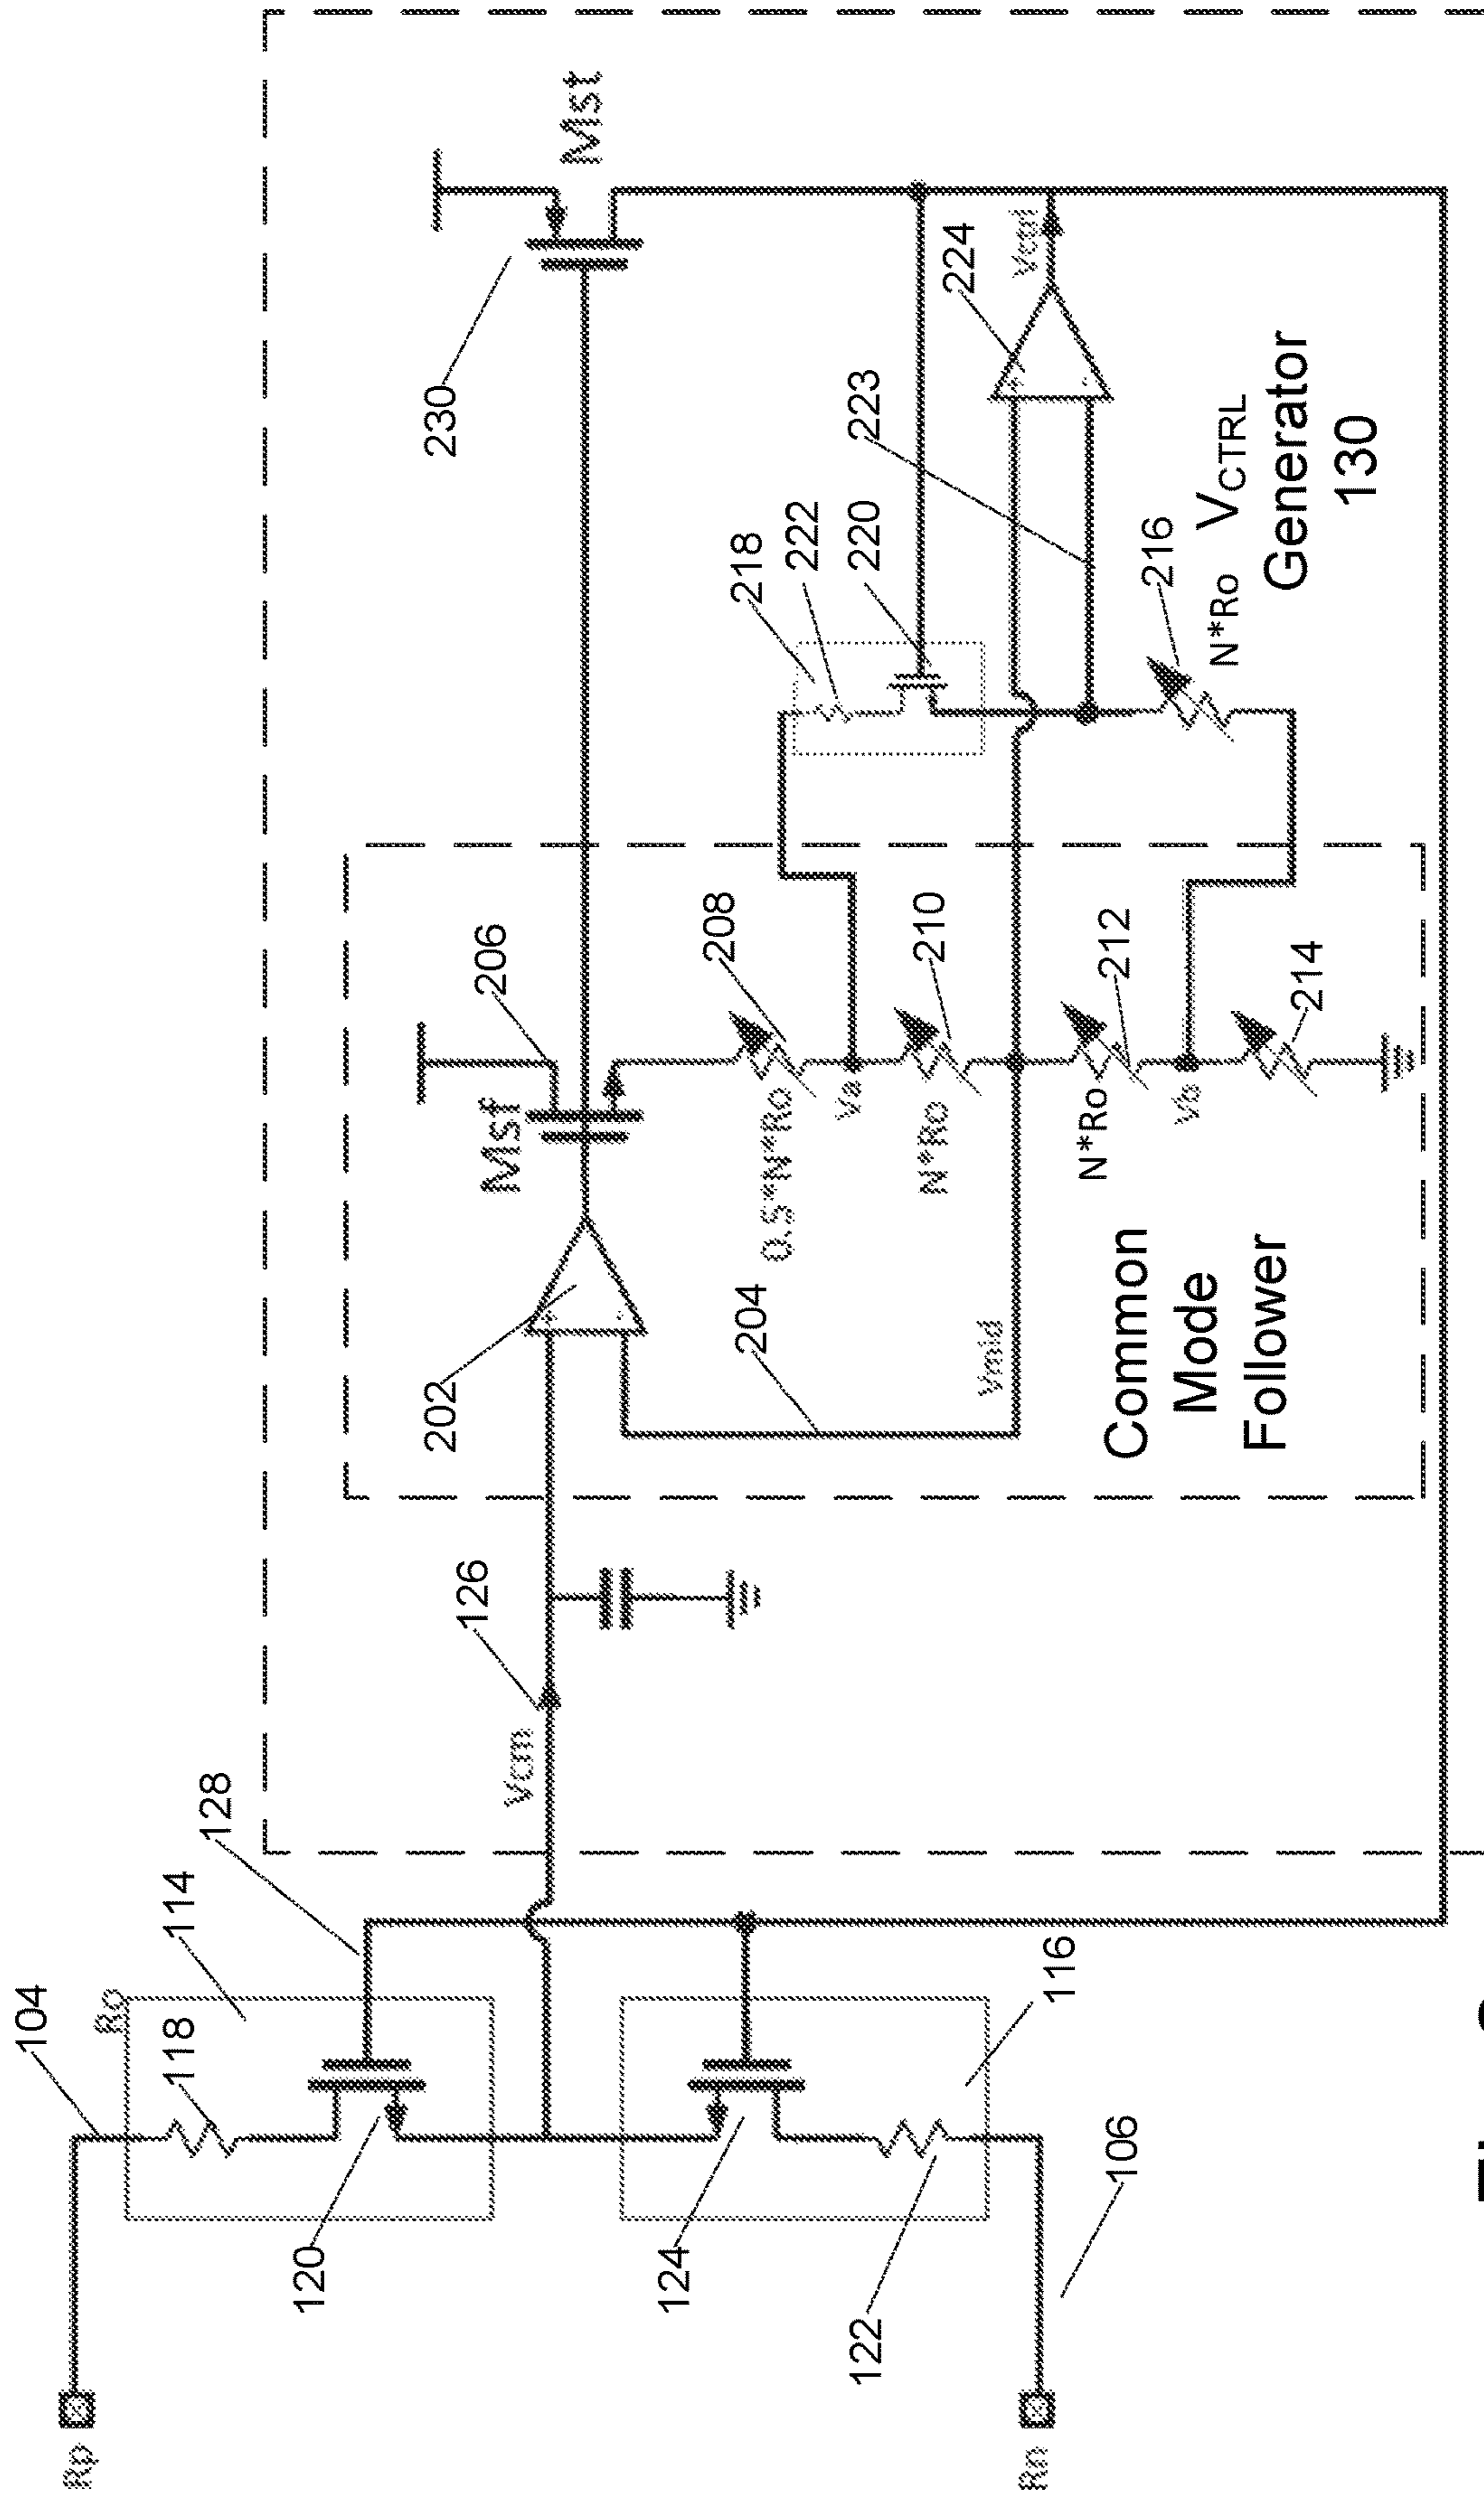 Rp
104
Ro
118
114
128
120
124
122
116
106
Rn
Vcm
126
202
204
Vmid
Msf
206
0.5*N*Ro
208
Va
N*Ro
210
N*Ro
212
Vb
214
Common
Mode
Follower
230
Mst
218
222
220
223
224
216
N*Ro
VCTRL
Generator
130